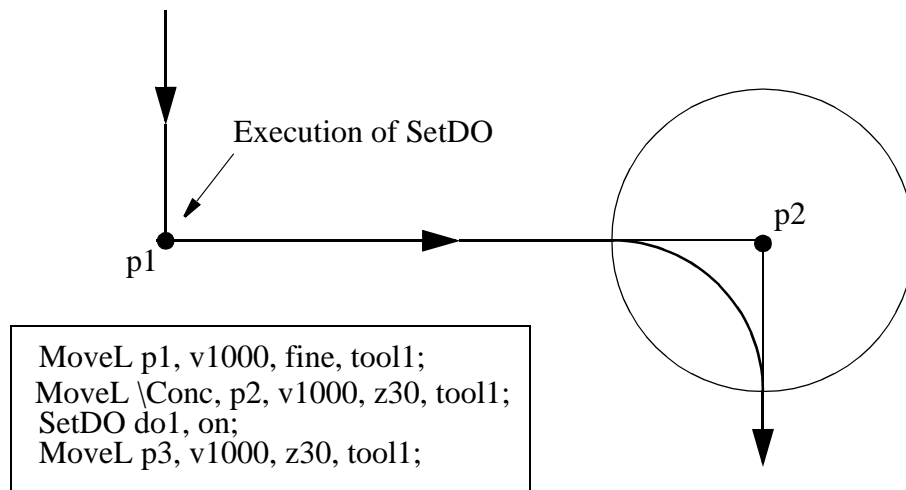 Execution of SetDO
p2
p1
MoveL p1, v1000, fine, tool1;
MoveL \Conc, p2, v1000, z30, tool1;
SetDO do1, on;
MoveL p3, v1000, z30, tool1;